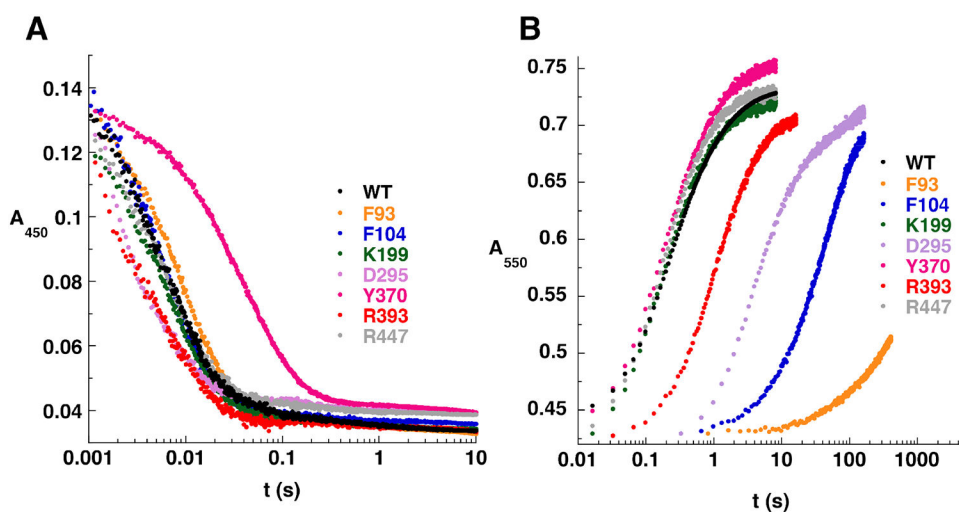 A
0.14
0.12
0.1
0.08
0.06
0.04
A450
WT
F93
F104
K199
D295
Y370
R393
R447
0.001
0.01
0.1
1
10
t (s)
B
0.75
0.7
0.65
0.6
0.55
0.5
0.45
A550
WT
F93
F104
K199
D295
Y370
R393
R447
0.01
0.1
1
10
100
1000
t (s)